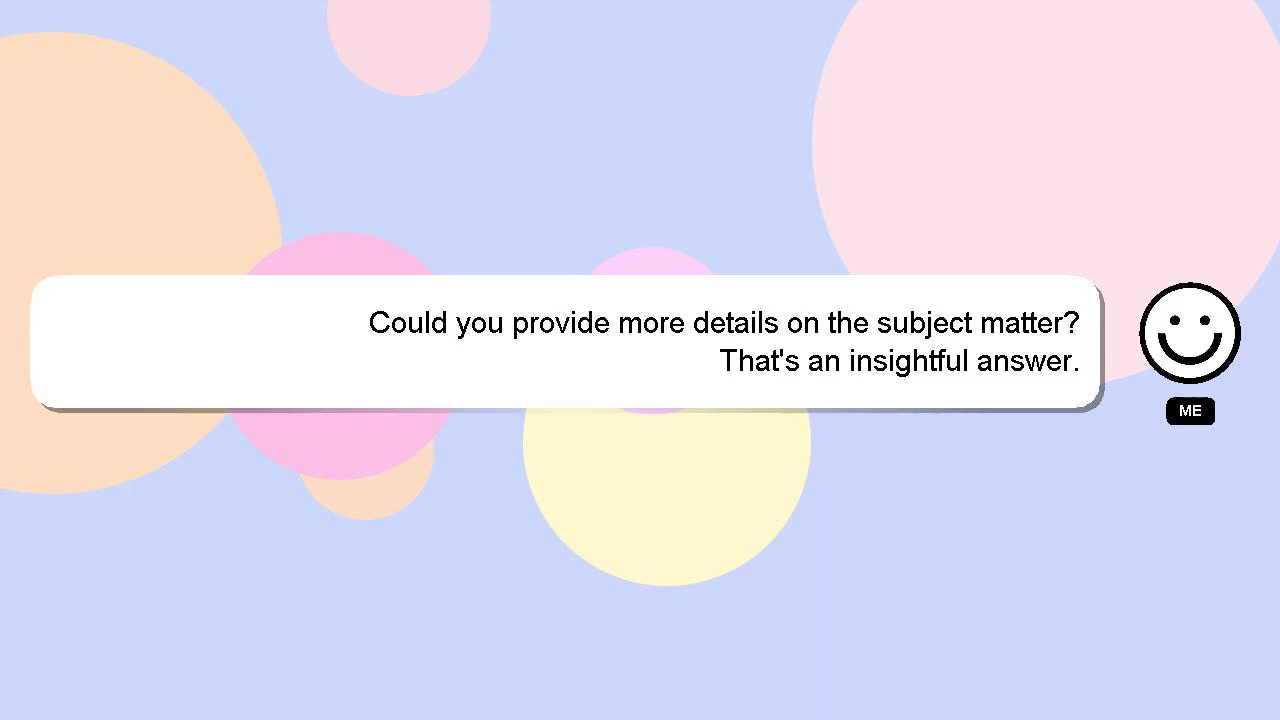 Could you provide more details on the subject matter?
That's an insightful answer.
ME